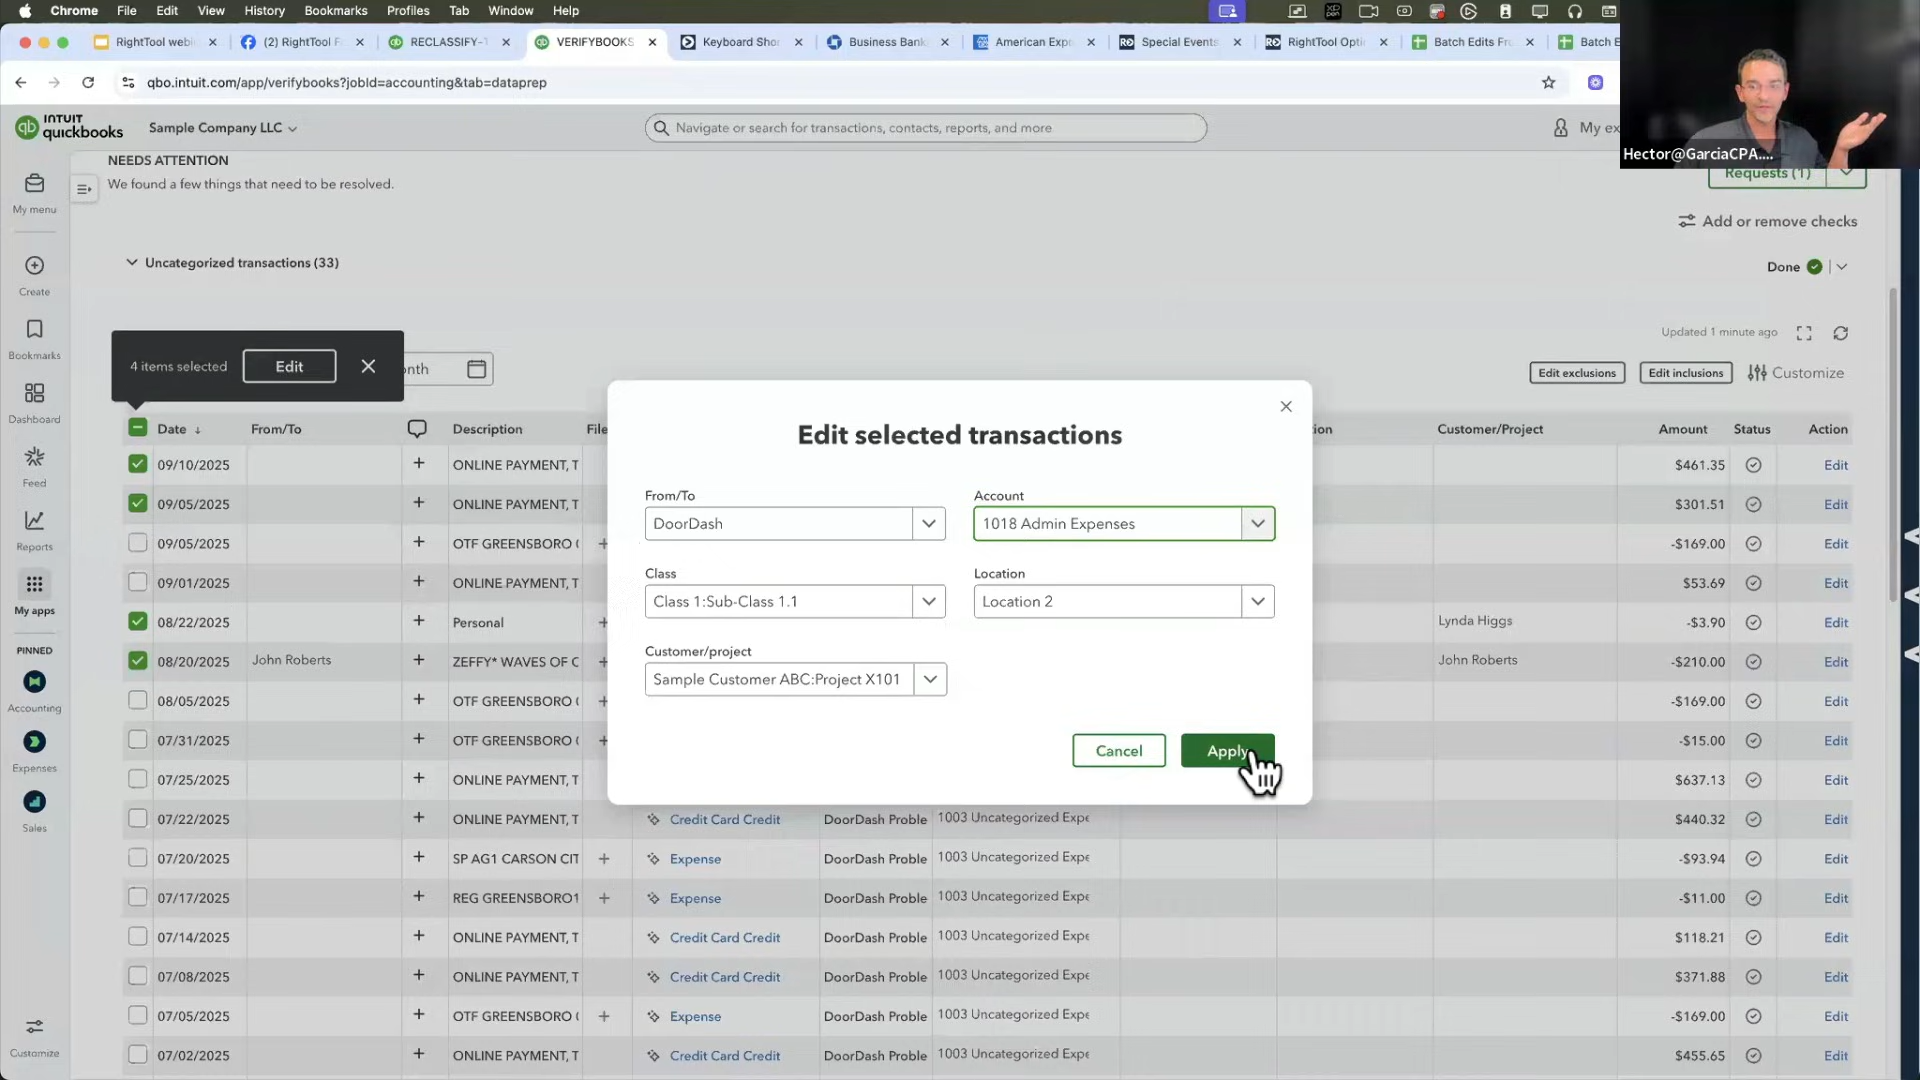 Chrome File Edit View History Bookmarks Profiles Tab Window Help
RightTool web
(2) RightTool F
RECLASSIFY-
VERIFYBOOKS
Keyboard Sho
Business Bank
American Exp
Special Events
RightTool Opti
Batch Edits Fr
Batch E
qbo.intuit.com/app/verifybooks?jobId=accounting&tab=dataprep
INTUIT
quickbooks
Sample Company LLC
Navigate or search for transactions, contacts, reports, and more
My ex
Hector@GarciaCPA....
Requests (1)
My menu
Create
Bookmarks
Dashboard
Feed
Reports
My apps
PINNED
Accounting
Expenses
Sales
Customize
NEEDS ATTENTION
We found a few things that need to be resolved.
Add or remove checks
Uncategorized transactions (33)
Done
Updated 1 minute ago
4 items selected Edit
onth
Edit exclusions Edit inclusions Customize
Date From/To Description File ion Customer/Project Amount Status Action
09/10/2025 + ONLINE PAYMENT, T $461.35 Edit
09/05/2025 + ONLINE PAYMENT, T $301.51 Edit
09/05/2025 + OTF GREENSBORO + -$169.00 Edit
09/01/2025 + ONLINE PAYMENT, T $53.69 Edit
08/22/2025 + Personal + Lynda Higgs -$3.90 Edit
08/20/2025 John Roberts + ZEFFY* WAVES OF C + John Roberts -$210.00 Edit
08/05/2025 + OTF GREENSBORO + -$169.00 Edit
07/31/2025 + OTF GREENSBORO + -$15.00 Edit
07/25/2025 + ONLINE PAYMENT, T $637.13 Edit
07/22/2025 + ONLINE PAYMENT, T Credit Card Credit DoorDash Proble 1003 Uncategorized Expe $440.32 Edit
07/20/2025 + SP AG1 CARSON CIT + Expense DoorDash Proble 1003 Uncategorized Expe -$93.94 Edit
07/17/2025 + REG GREENSBORO1 + Expense DoorDash Proble 1003 Uncategorized Expe -$11.00 Edit
07/14/2025 + ONLINE PAYMENT, T Credit Card Credit DoorDash Proble 1003 Uncategorized Expe $118.21 Edit
07/08/2025 + ONLINE PAYMENT, T Credit Card Credit DoorDash Proble 1003 Uncategorized Expe $371.88 Edit
07/05/2025 + OTF GREENSBORO + Expense DoorDash Proble 1003 Uncategorized Expe -$169.00 Edit
07/02/2025 + ONLINE PAYMENT, T Credit Card Credit DoorDash Proble 1003 Uncategorized Expe $455.65 Edit
Edit selected transactions
From/To Account
DoorDash 1018 Admin Expenses
Class Location
Class 1:Sub-Class 1.1 Location 2
Customer/project
Sample Customer ABC:Project X101
Cancel Apply